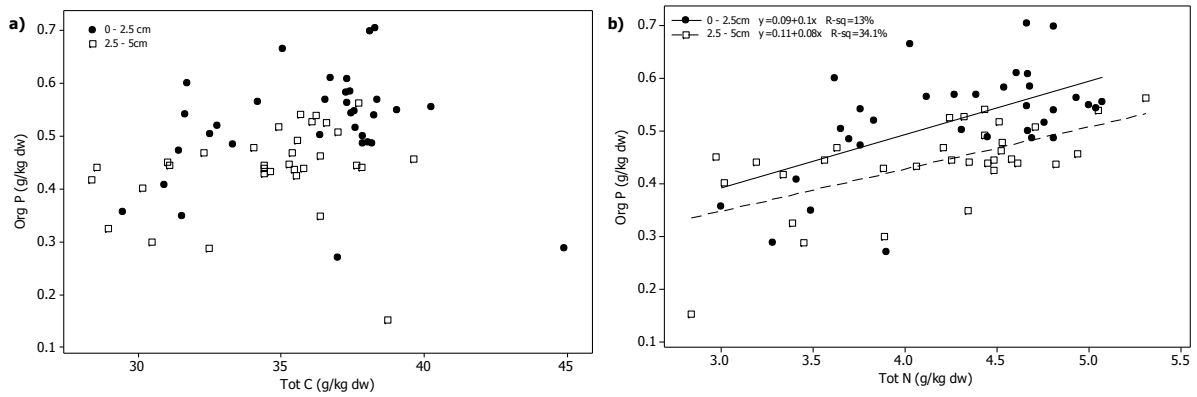 a)
0 - 2.5 cm
2.5 - 5cm
0.7
0.6
0.5
0.4
0.3
0.2
0.1
Org P (g/kg dw)
30 35 40 45
Tot C (g/kg dw)
b)
0 - 2.5cm y=0.09+0.1x R-sq=13%
2.5 - 5cm y=0.11+0.08x R-sq=34.1%
0.7
0.6
0.5
0.4
0.3
0.2
0.1
Org P (g/kg dw)
3.0 3.5 4.0 4.5 5.0 5.5
Tot N (g/kg dw)